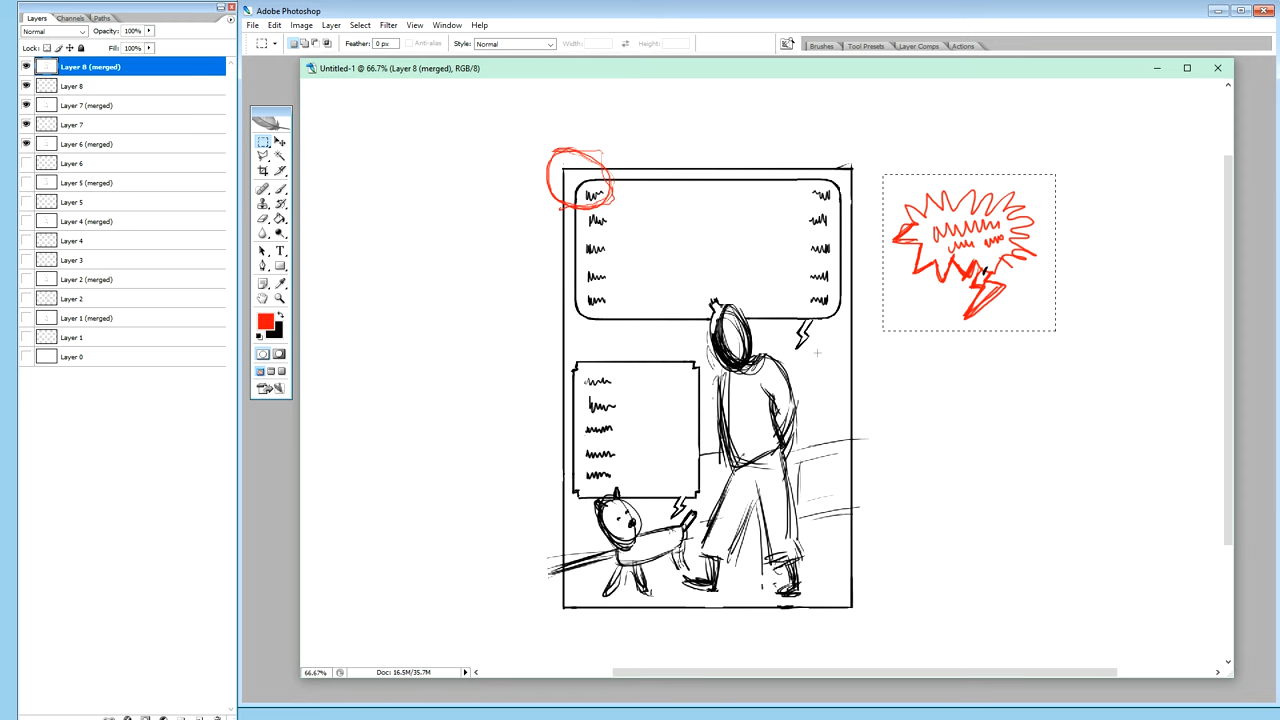 Layers Channels Paths
Adobe Photoshop
File Edit Image Layer Select Filter View Window Help
Normal Opacity: 100%
Feather: 0 px Anti-alias Style: Normal Width: Height:
Brushes Tool Presets Layer Comps Actions
Lock: Fill: 100%
Untitled-1 @ 66.7% (Layer 8 (merged), RGB/8)
Layer 8 (merged)
Layer 8
Layer 7 (merged)
Layer 7
Layer 6 (merged)
Layer 6
Layer 5 (merged)
Layer 5
Layer 4 (merged)
Layer 4
Layer 3
Layer 2 (merged)
Layer 2
Layer 1 (merged)
Layer 1
Layer 0
T
66.67% Doc: 16.5M/35.7M